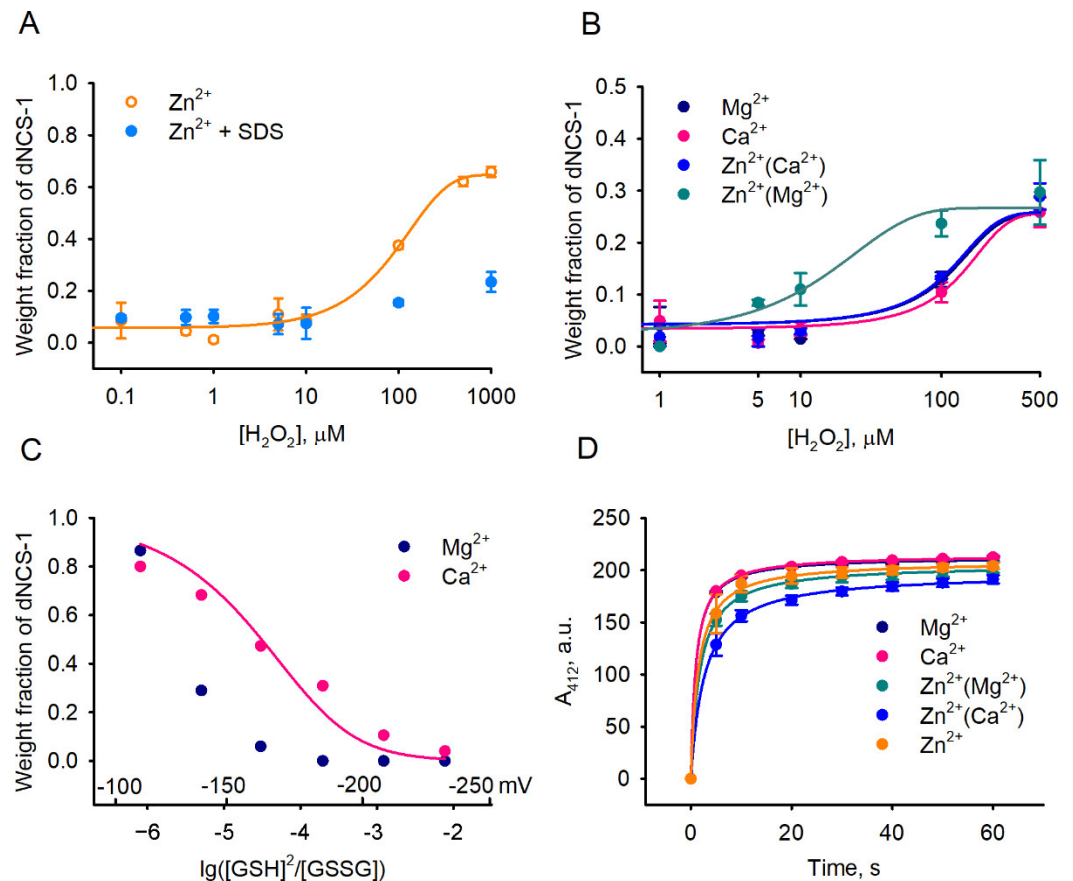 A
Weight fraction of dNCS-1
1.0
0.8
0.6
0.4
0.2
0.0
Zn²⁺
Zn²⁺ + SDS
0.1 1 10 100 1000
[H₂O₂], μM
B
Weight fraction of dNCS-1
0.5
0.4
0.3
0.2
0.1
0.0
Mg²⁺
Ca²⁺
Zn²⁺(Ca²⁺)
Zn²⁺(Mg²⁺)
1 5 10 100 500
[H₂O₂], μM
C
Weight fraction of dNCS-1
1.0
0.8
0.6
0.4
0.2
0.0
Mg²⁺
Ca²⁺
-100 -150 -200 -250 mV
−6 -5 -4 -3 -2
lg([GSH]²/[GSSG])
D
A₄₁₂, a.u.
250
200
150
100
50
0
Mg²⁺
Ca²⁺
Zn²⁺(Mg²⁺)
Zn²⁺(Ca²⁺)
Zn²⁺
0 20 40 60
Time, s